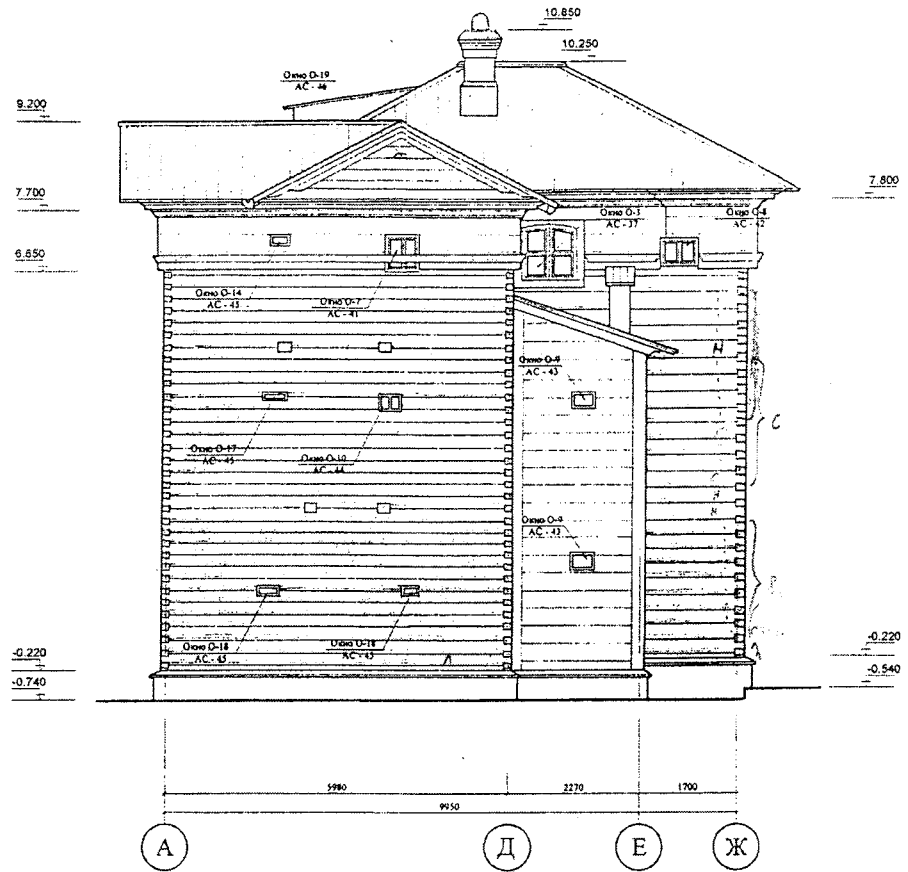 10.850
10.250
Окно О-19
АС - 46
9.200
7.800
7.700
Окно О-3
АС - 37
Окно О-8
АС - 42
6.850
Окно О-14
АС - 45
Окно О-7
АС - 41
Окно О-9
АС - 43
С
Окно О-17
АС - 45
Окно О-10
АС - 44
Окно О-9
АС - 43
Окно О-18
АС - 45
Окно О-18
АС - 45
-0.220
-0.220
-0.740
-0.540
5980
2270
1700
9950
А
Д
Е
Ж